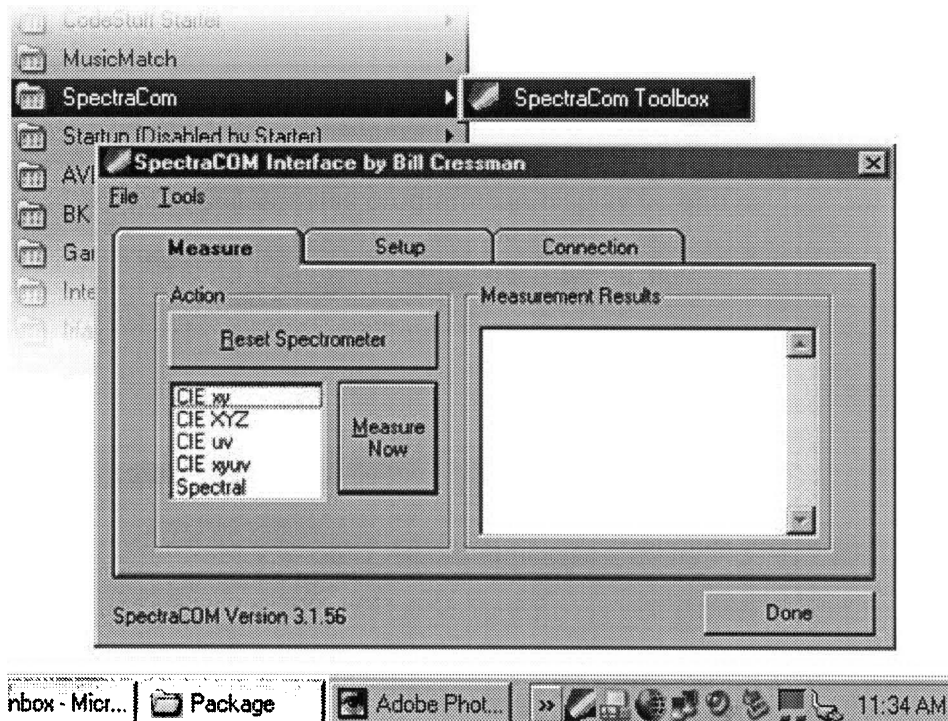 CodeStuff Starter
MusicMatch
SpectraCom
SpectraCom Toolbox
Startup (Disabled by Starter)
SpectraCOM Interface by Bill Cressman
AVI
BK
File Tools
Measure Setup Connection
Action
Measurement Results
Reset Spectrometer
CIE xy
CIE XYZ
CIE uv
CIE xyuv
Spectral
Measure
Now
SpectraCOM Version 3.1.56
Done
nbox - Micr...
Package
Adobe Phot...
»
11:34 AM